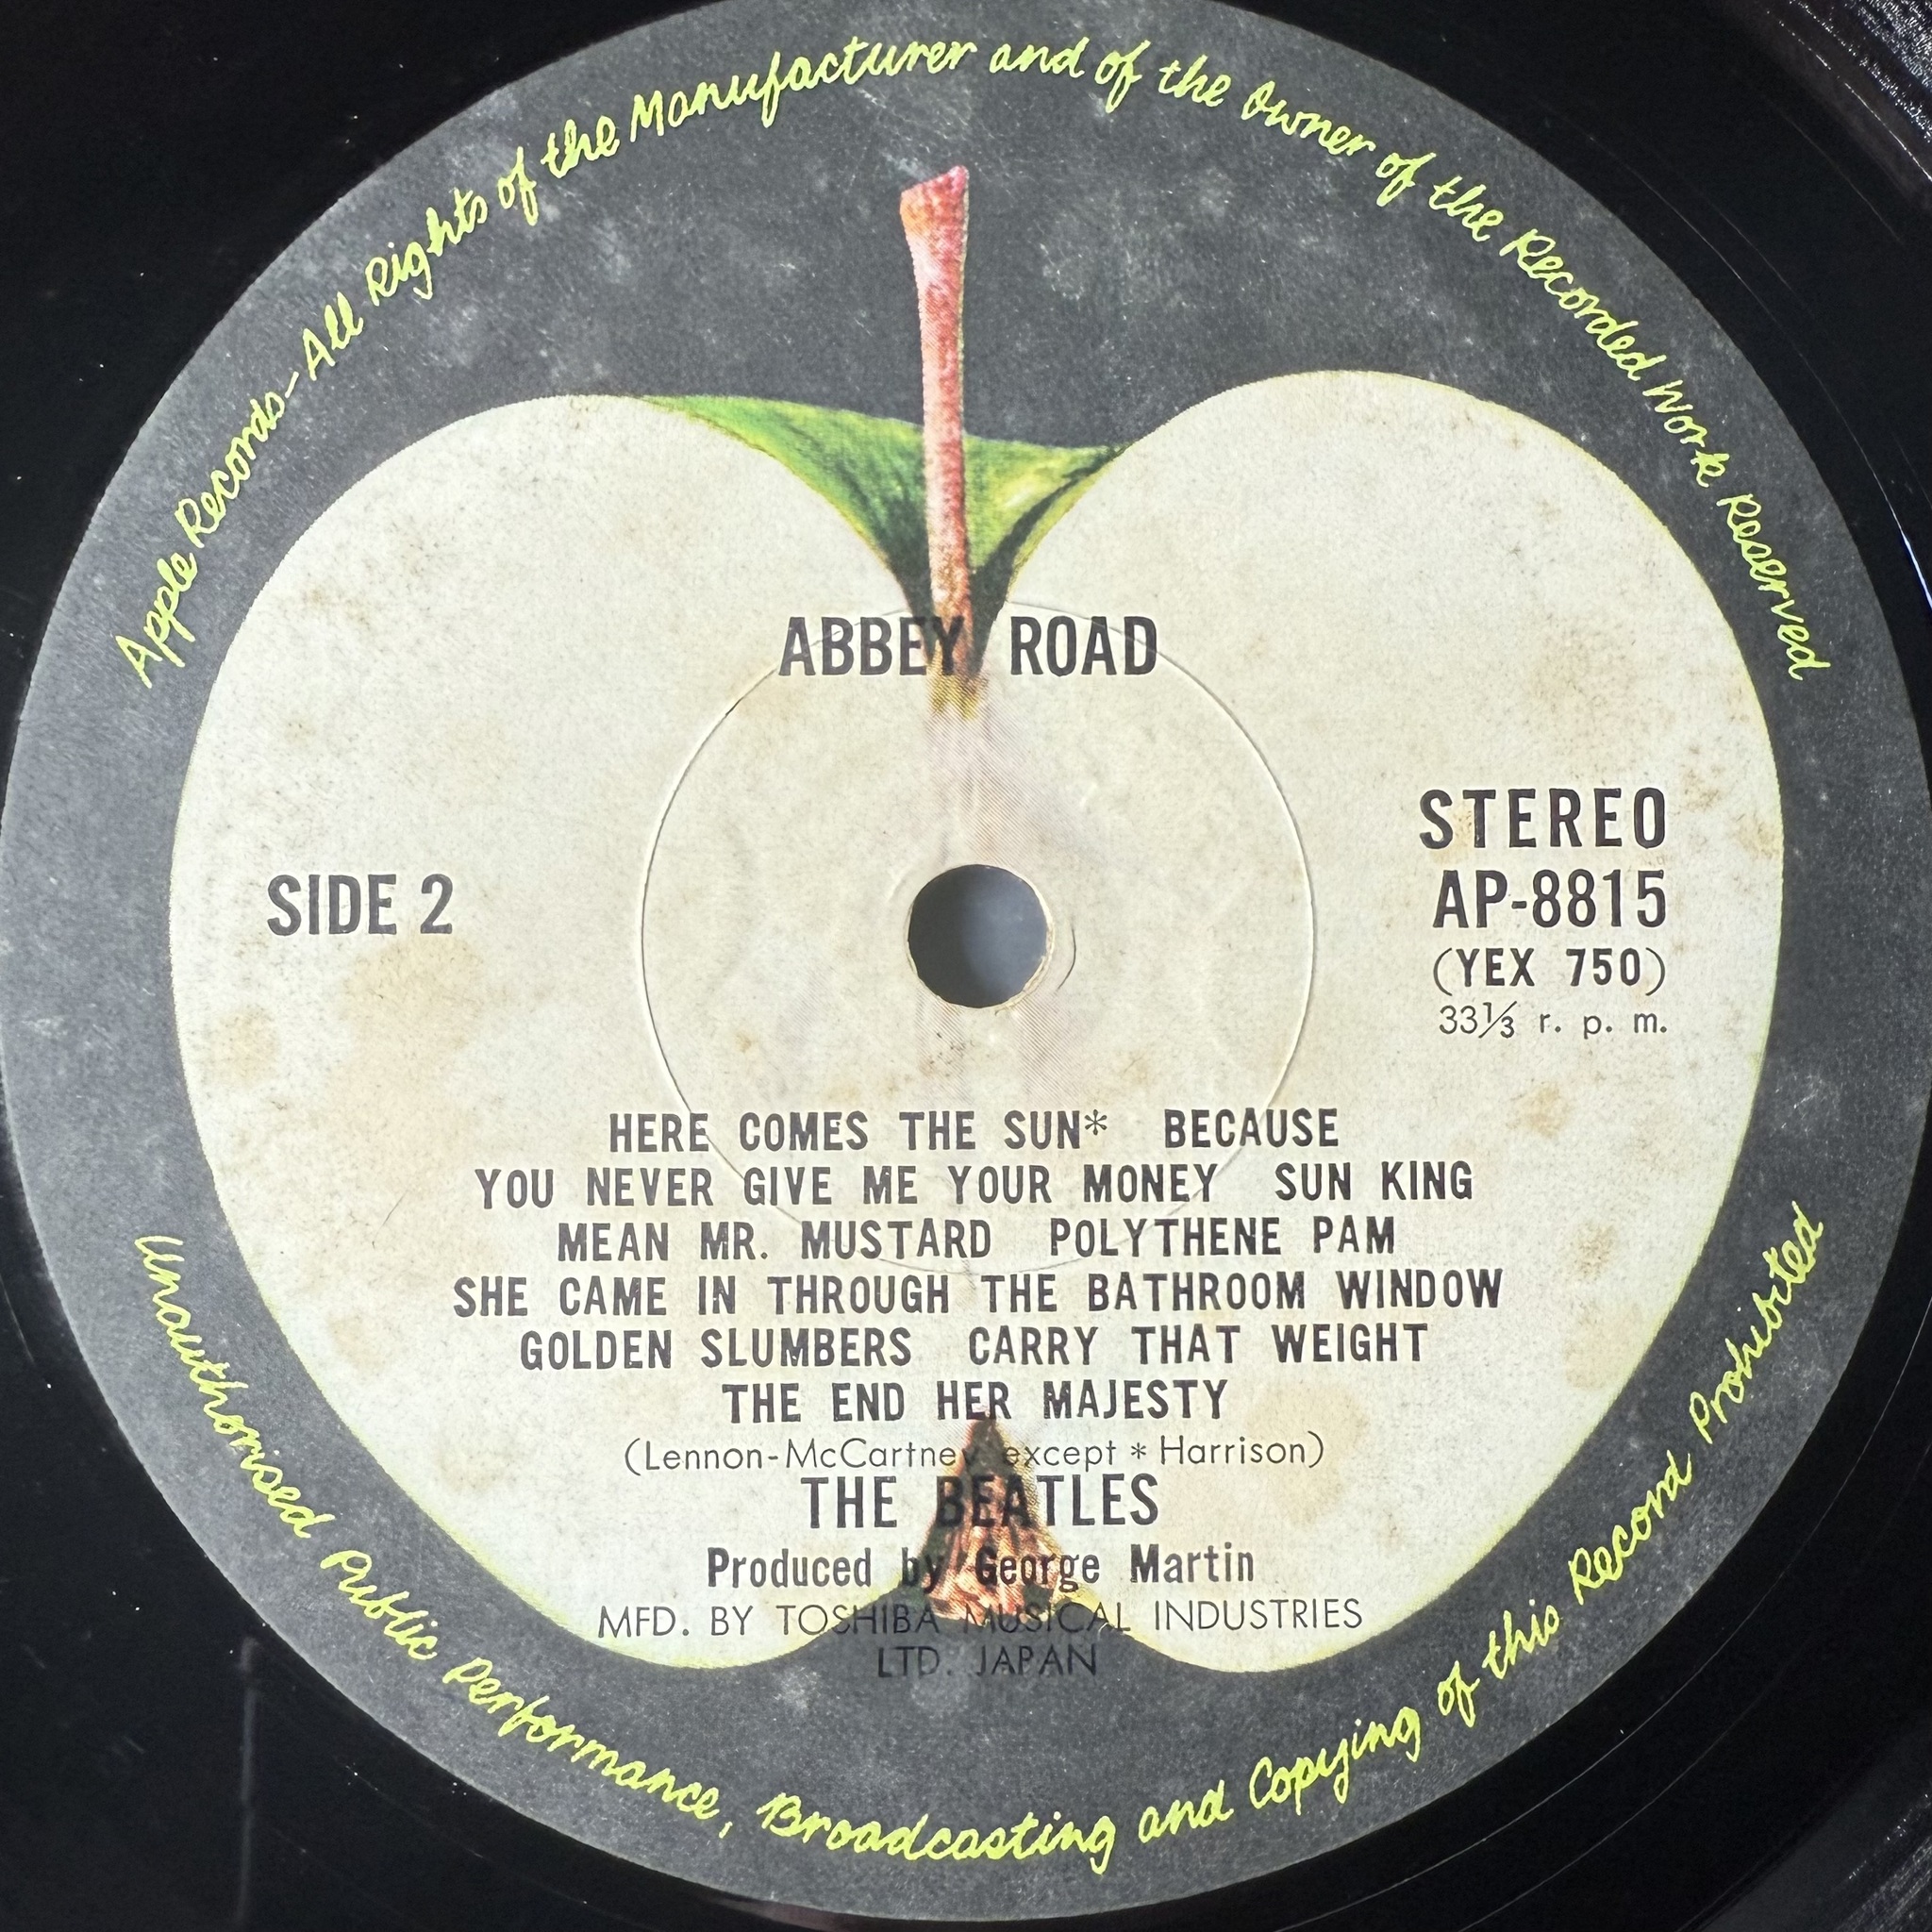 Apple Records—All Rights of the Manufacturer and of the Owner of the Recorded Work Reserved
ABBEY ROAD
STEREO
AP-8815
(YEX 750)
33⅓ r. p. m.
SIDE 2
HERE COMES THE SUN* BECAUSE
YOU NEVER GIVE ME YOUR MONEY SUN KING
MEAN MR. MUSTARD POLYTHENE PAM
SHE CAME IN THROUGH THE BATHROOM WINDOW
GOLDEN SLUMBERS CARRY THAT WEIGHT
THE END HER MAJESTY
(Lennon-McCartney except * Harrison)
THE BEATLES
Produced by George Martin
MFD. BY TOSHIBA MUSICAL INDUSTRIES
LTD. JAPAN
Unauthorised Public Performance, Broadcasting and Copying of this Record Prohibited